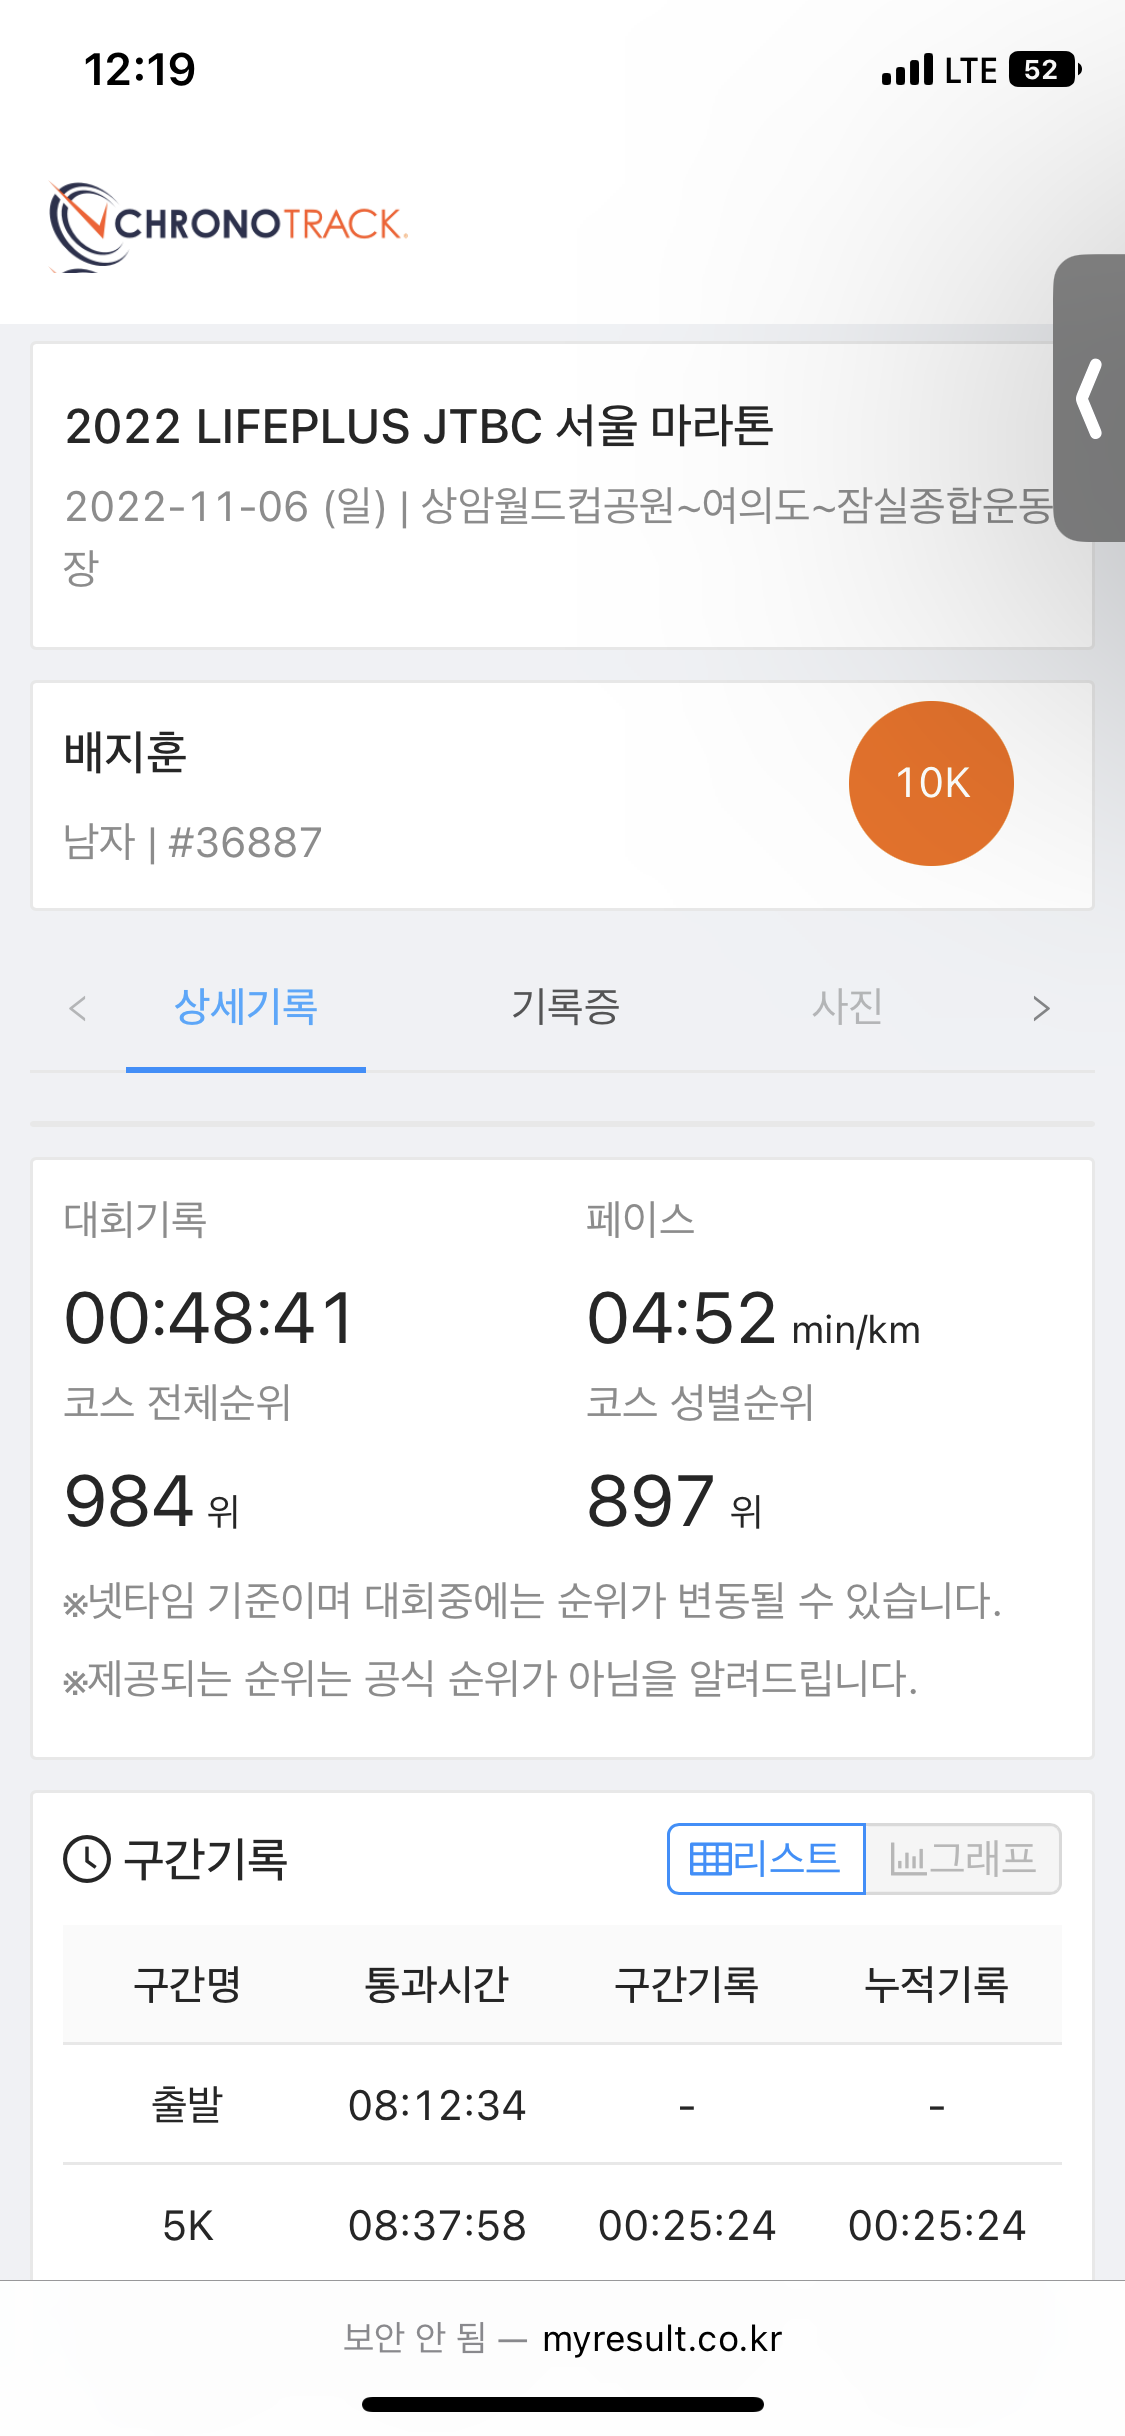 12:19
LTE 52
CHRONOTRACK.
2022 LIFEPLUS JTBC 서울 마라톤
2022-11-06 (일) | 상암월드컵공원~여의도~잠실종합운동
장
배지훈
10K
남자 | #36887
< 상세기록 기록증 사진 >
대회기록 페이스
00:48:41 04:52 min/km
코스 전체순위 코스 성별순위
984 위 897 위
※넷타임 기준이며 대회중에는 순위가 변동될 수 있습니다.
※제공되는 순위는 공식 순위가 아님을 알려드립니다.
구간기록 리스트 그래프
구간명 통과시간 구간기록 누적기록
출발 08:12:34 - -
5K 08:37:58 00:25:24 00:25:24
보안 안 됨 — myresult.co.kr